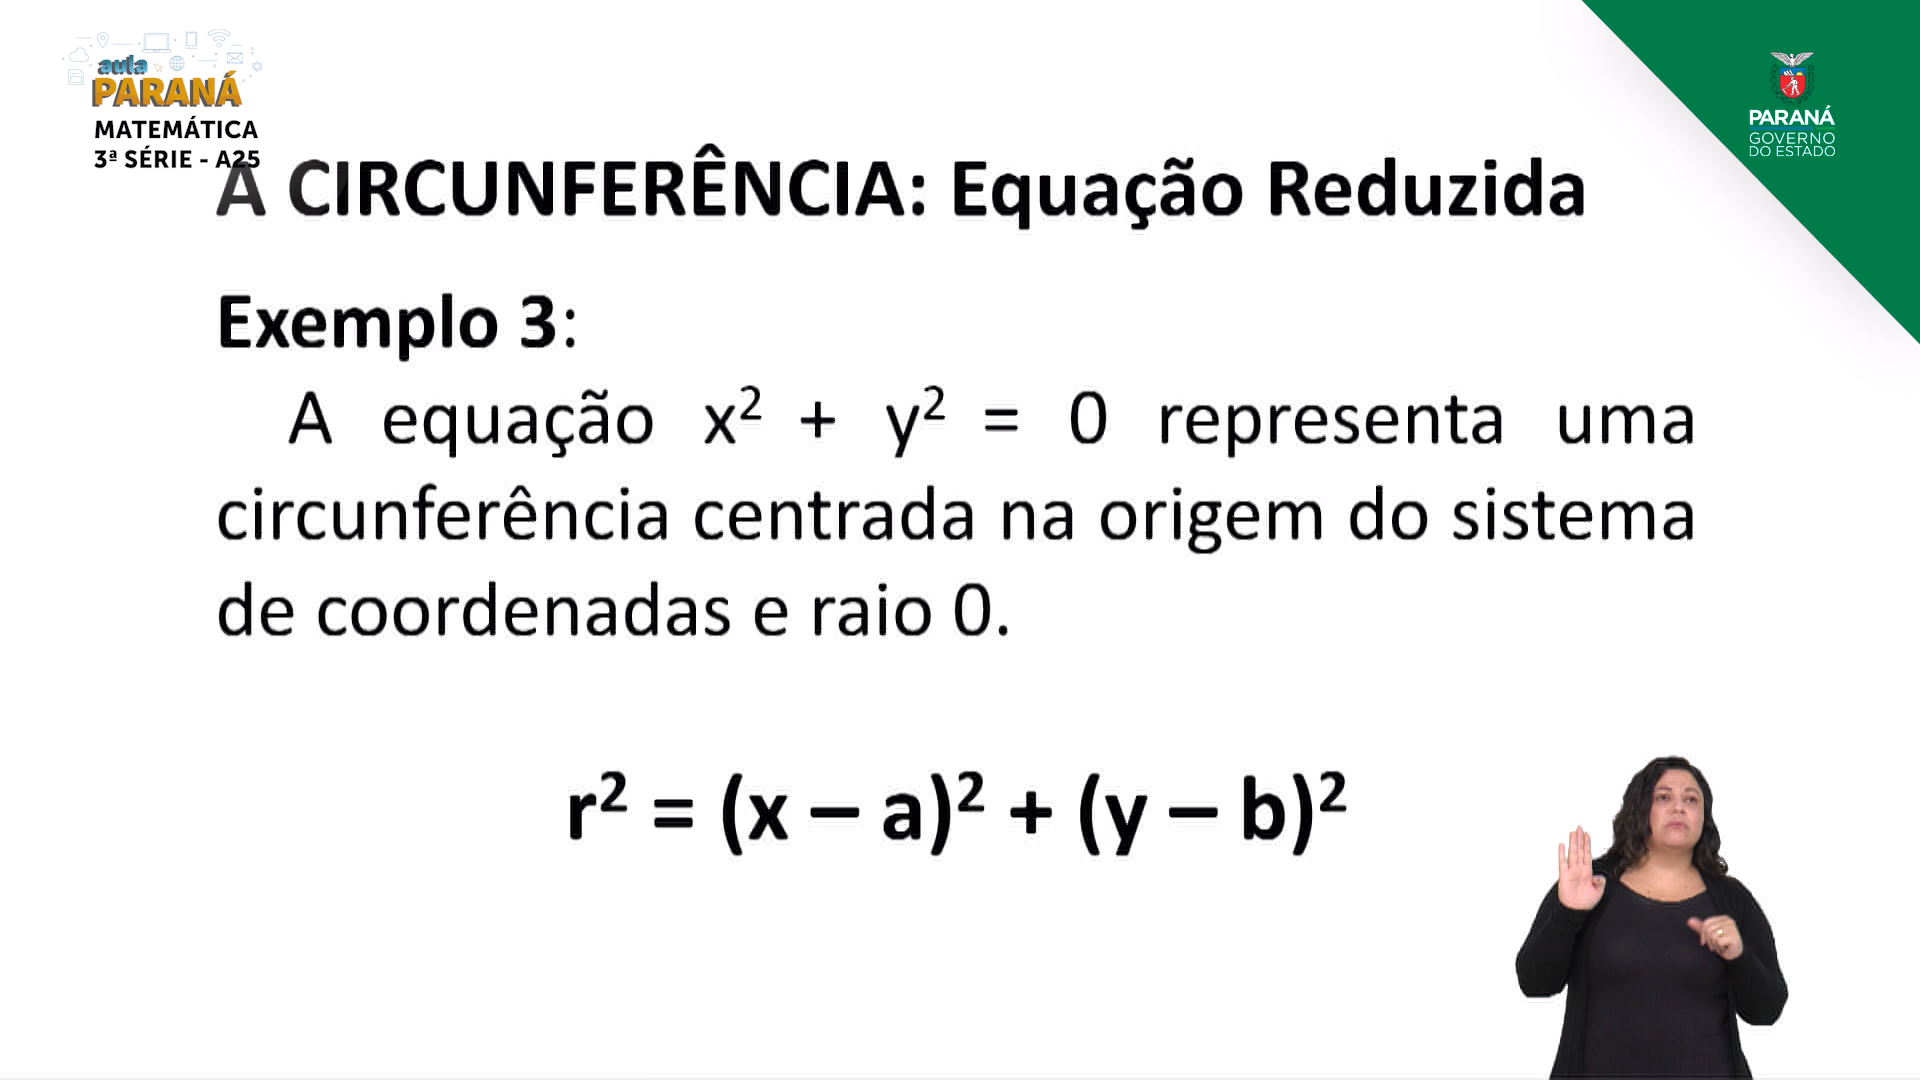 aula
PARANÁ
MATEMÁTICA
3ª SÉRIE - A25
PARANÁ
GOVERNO
DO ESTADO
A CIRCUNFERÊNCIA: Equação Reduzida
Exemplo 3:
A equação x² + y² = 0 representa uma
circunferência centrada na origem do sistema
de coordenadas e raio 0.
r² = (x – a)² + (y – b)²